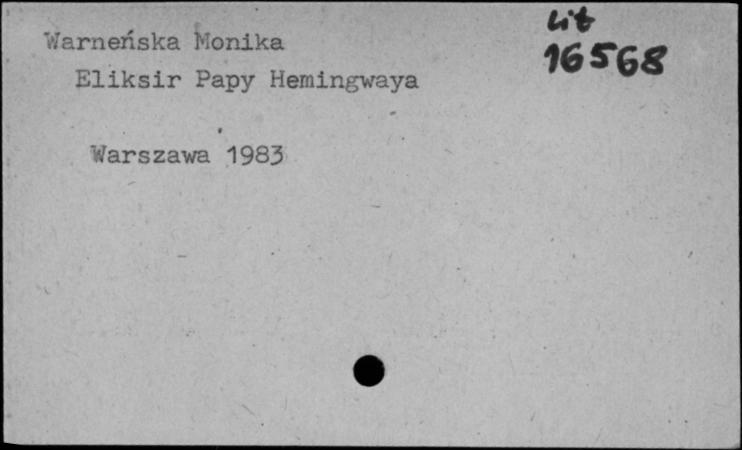 Lit
16568
Warneńska Monika
Eliksir Papy Hemingwaya
Warszawa 1983